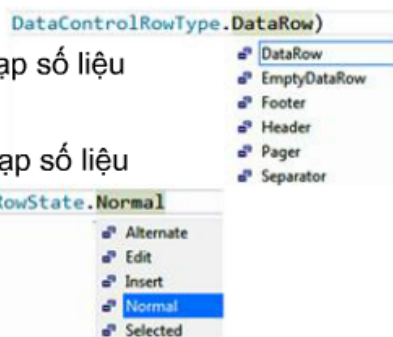 DataControlRowType.DataRow)
DataRow
EmptyDataRow
Footer
Header
Pager
Separator
ạp số liệu
ạp số liệu
RowState.Normal
Alternate
Edit
Insert
Normal
Selected